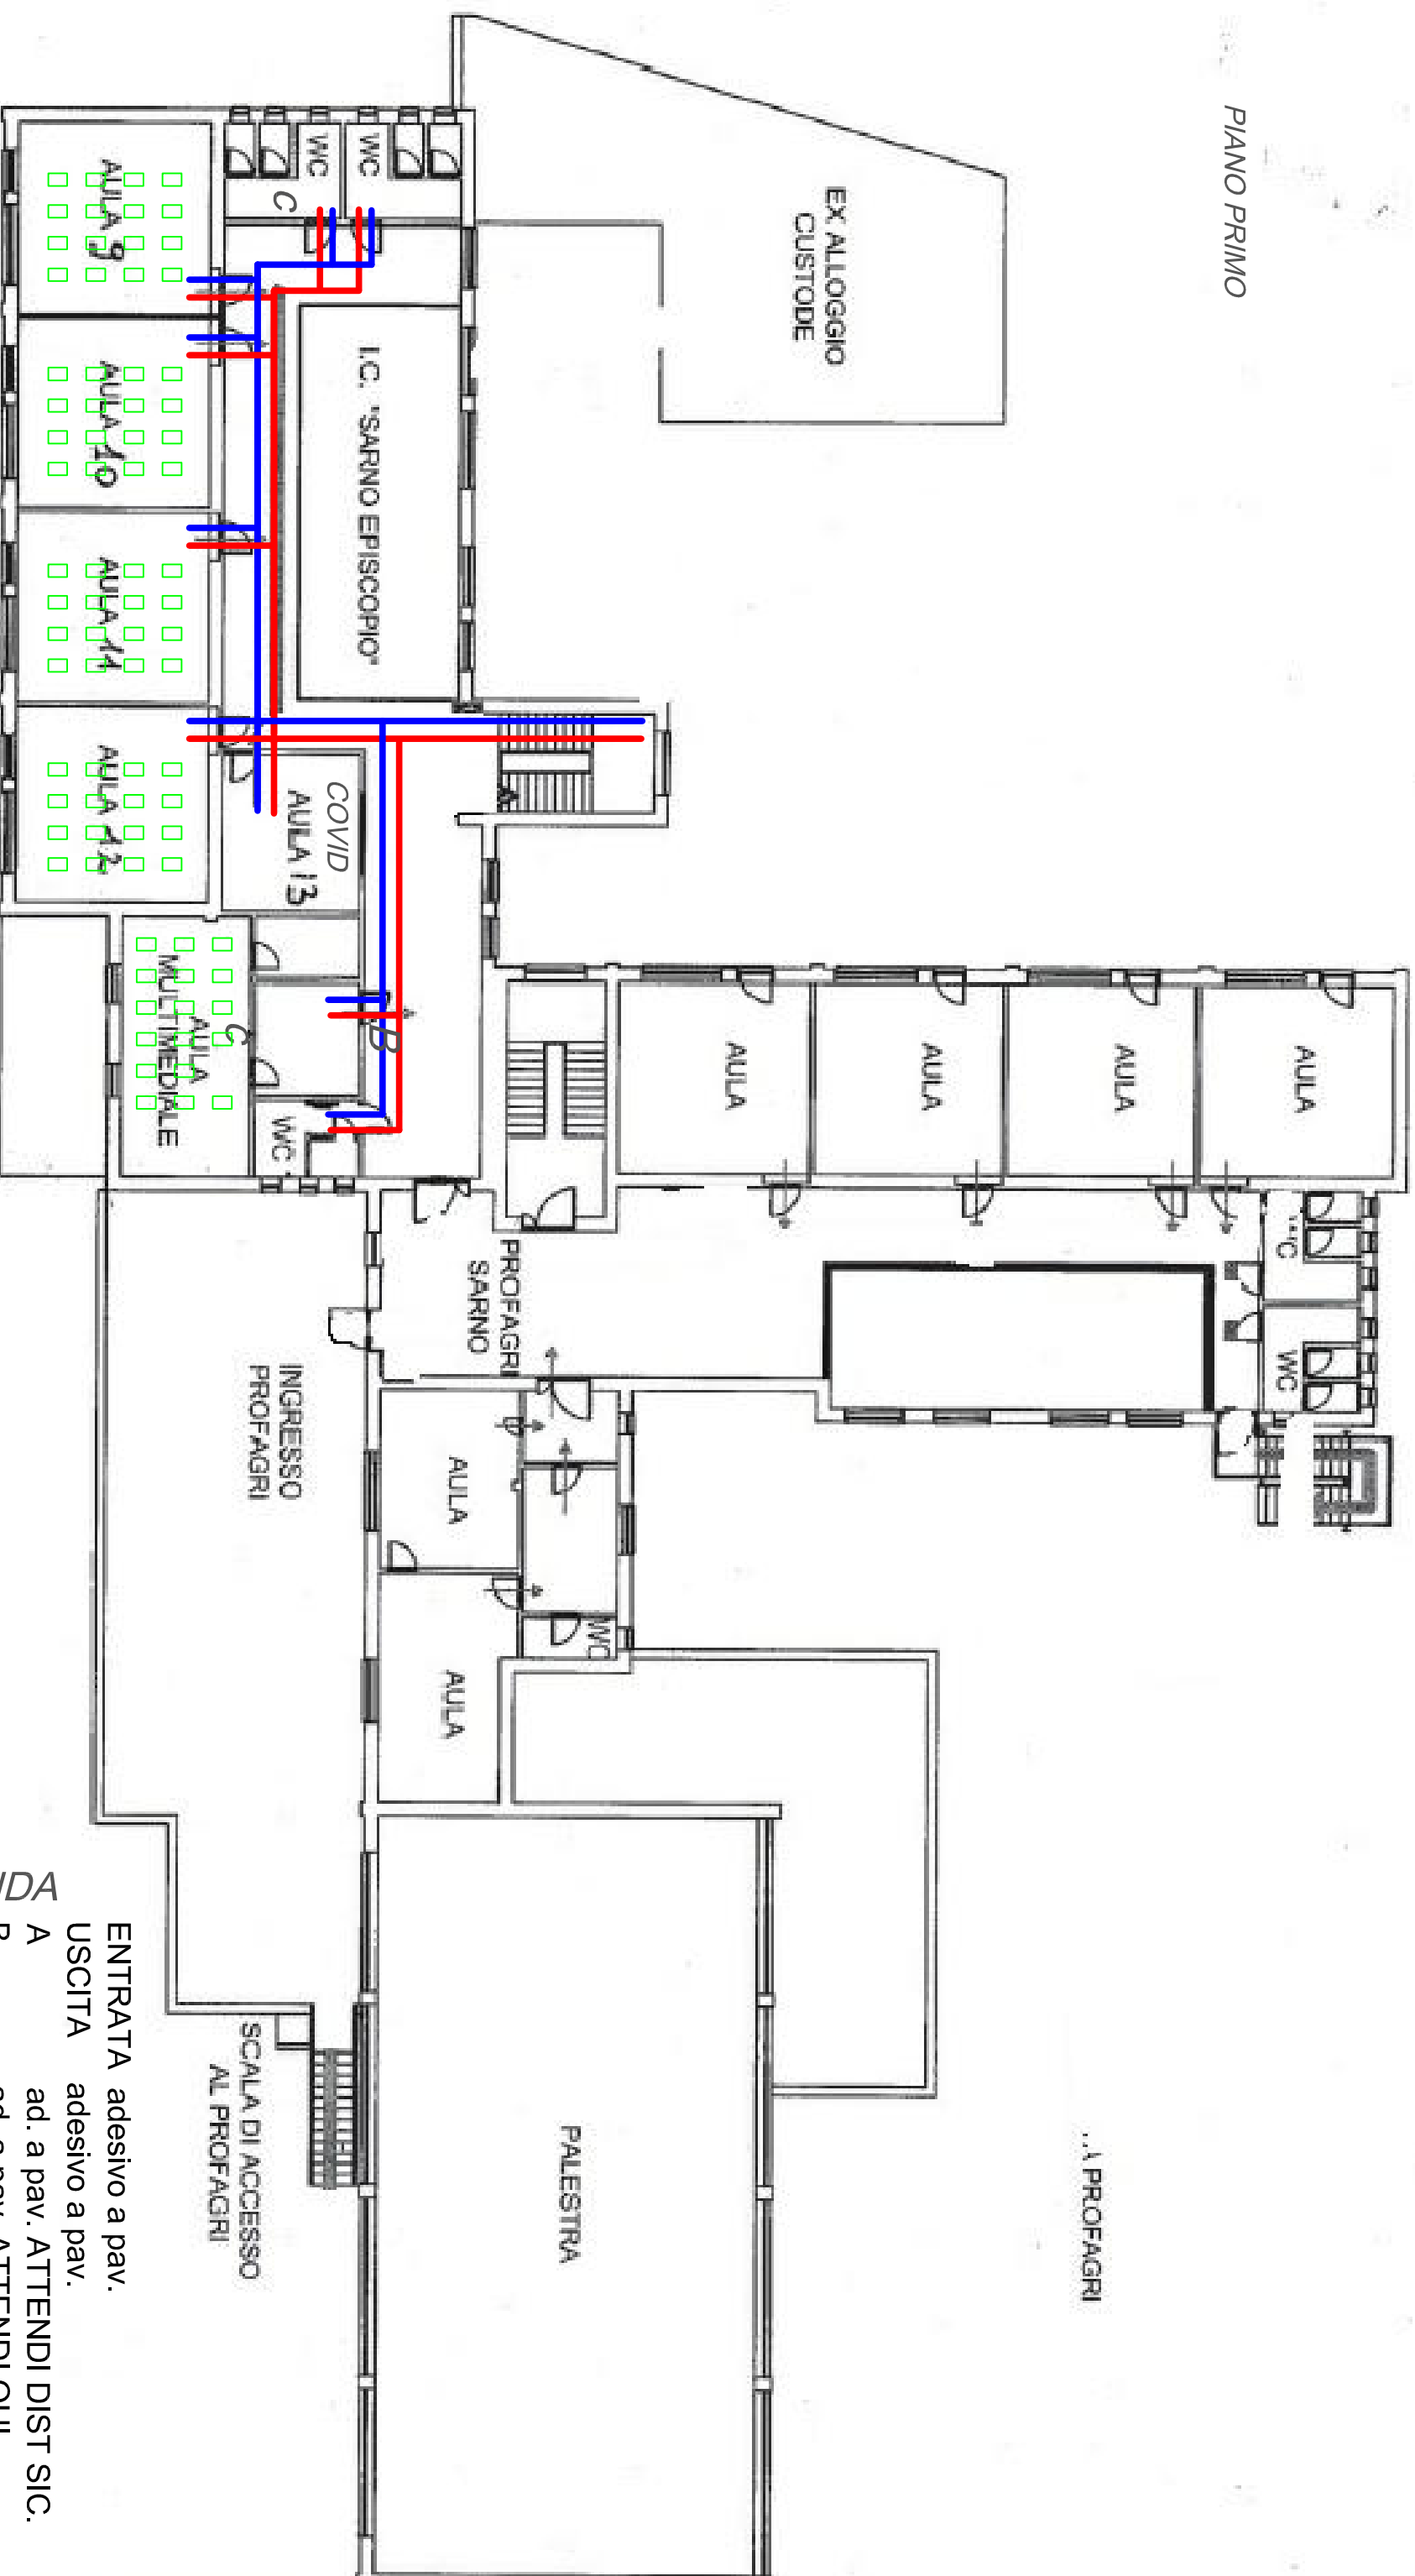 PIANO PRIMO
EX ALLOGGIO
CUSTODE
WC
WC
C
I.C. "SARNO EPISCOPIO"
AULA 9
AULA 10
AULA 11
AULA 12
COVID
AULA 13
A
B
AULA
MULTIMEDIALE
C
WC
AULA
AULA
AULA
AULA
WC
PROFAGRI
SARNO
INGRESSO
PROFAGRI
AULA
AULA
WC
PROFAGRI
PALESTRA
SCALA DI ACCESSO
AL PROFAGRI
ENTRATA adesivo a pav.
USCITA adesivo a pav.
A ad. a pav. ATTENDI DIST SIC.